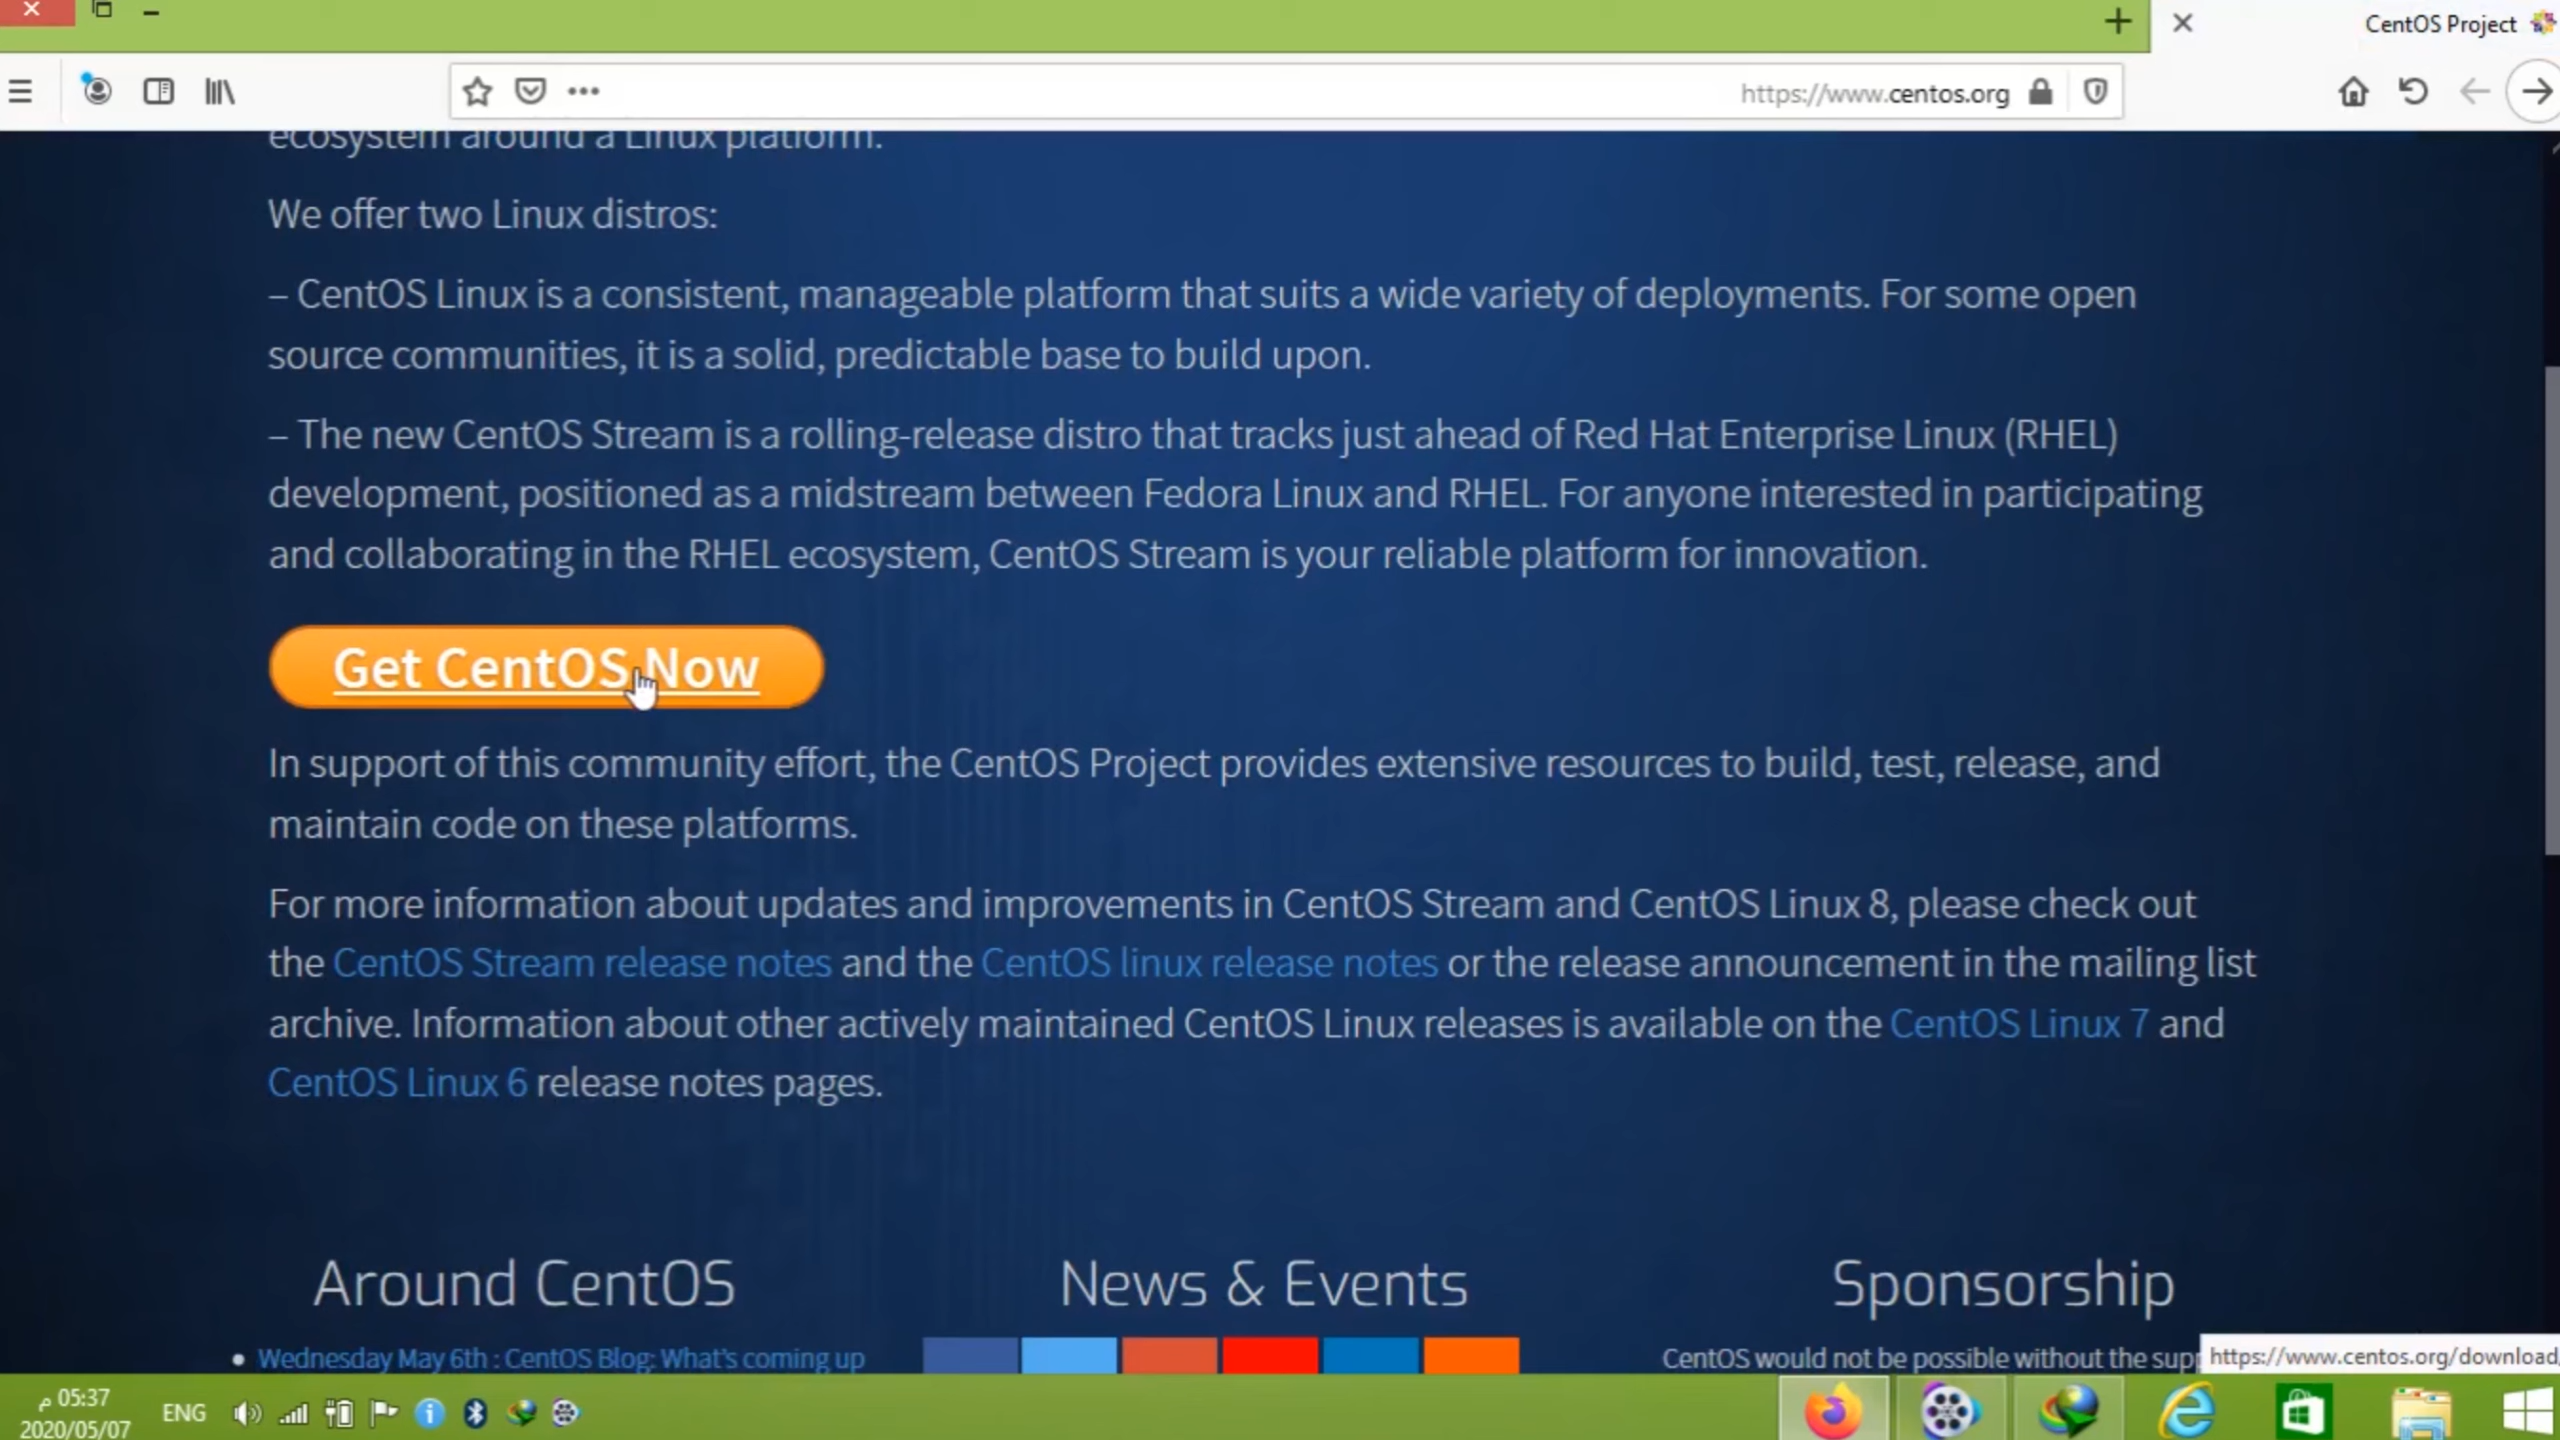 CentOS Project
https://www.centos.org
ecosystem around a Linux platform.
We offer two Linux distros:
– CentOS Linux is a consistent, manageable platform that suits a wide variety of deployments. For some open
source communities, it is a solid, predictable base to build upon.
– The new CentOS Stream is a rolling-release distro that tracks just ahead of Red Hat Enterprise Linux (RHEL)
development, positioned as a midstream between Fedora Linux and RHEL. For anyone interested in participating
and collaborating in the RHEL ecosystem, CentOS Stream is your reliable platform for innovation.
Get CentOS Now
In support of this community effort, the CentOS Project provides extensive resources to build, test, release, and
maintain code on these platforms.
For more information about updates and improvements in CentOS Stream and CentOS Linux 8, please check out
the CentOS Stream release notes and the CentOS linux release notes or the release announcement in the mailing list
archive. Information about other actively maintained CentOS Linux releases is available on the CentOS Linux 7 and
CentOS Linux 6 release notes pages.
Around CentOS
News & Events
Sponsorship
Wednesday May 6th : CentOS Blog: What's coming up
CentOS would not be possible without the supp
https://www.centos.org/download/
05:37 م
ENG
2020/05/07